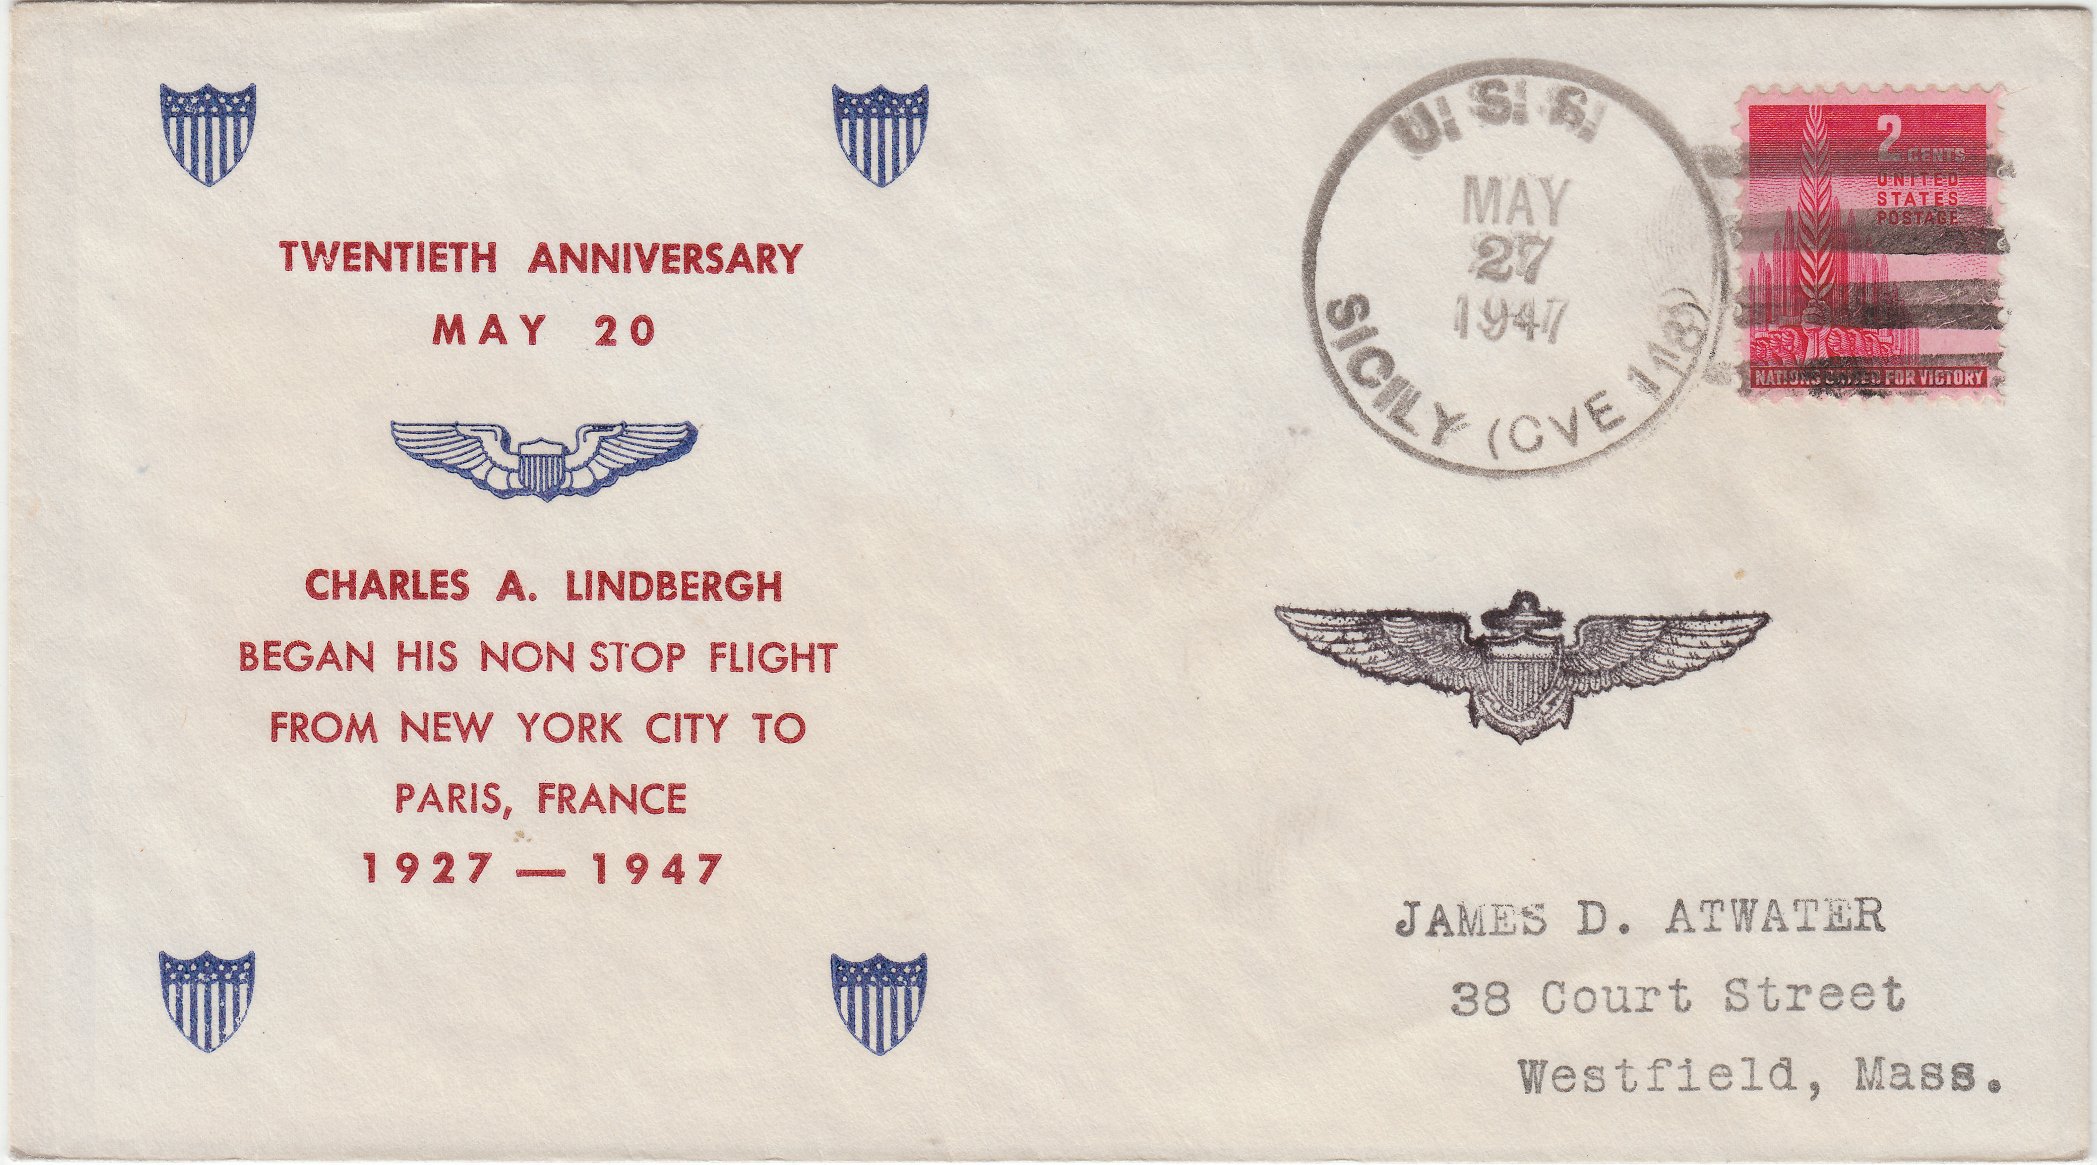 TWENTIETH ANNIVERSARY
MAY 20
CHARLES A. LINDBERGH
BEGAN HIS NON STOP FLIGHT
FROM NEW YORK CITY TO
PARIS, FRANCE
1927 — 1947
U. S. S.
MAY
27
1947
SICILY (CVE 118)
2 CENTS
UNITED
STATES
POSTAGE
NATIONS UNITED FOR VICTORY
JAMES D. ATWATER
38 Court Street
Westfield, Mass.